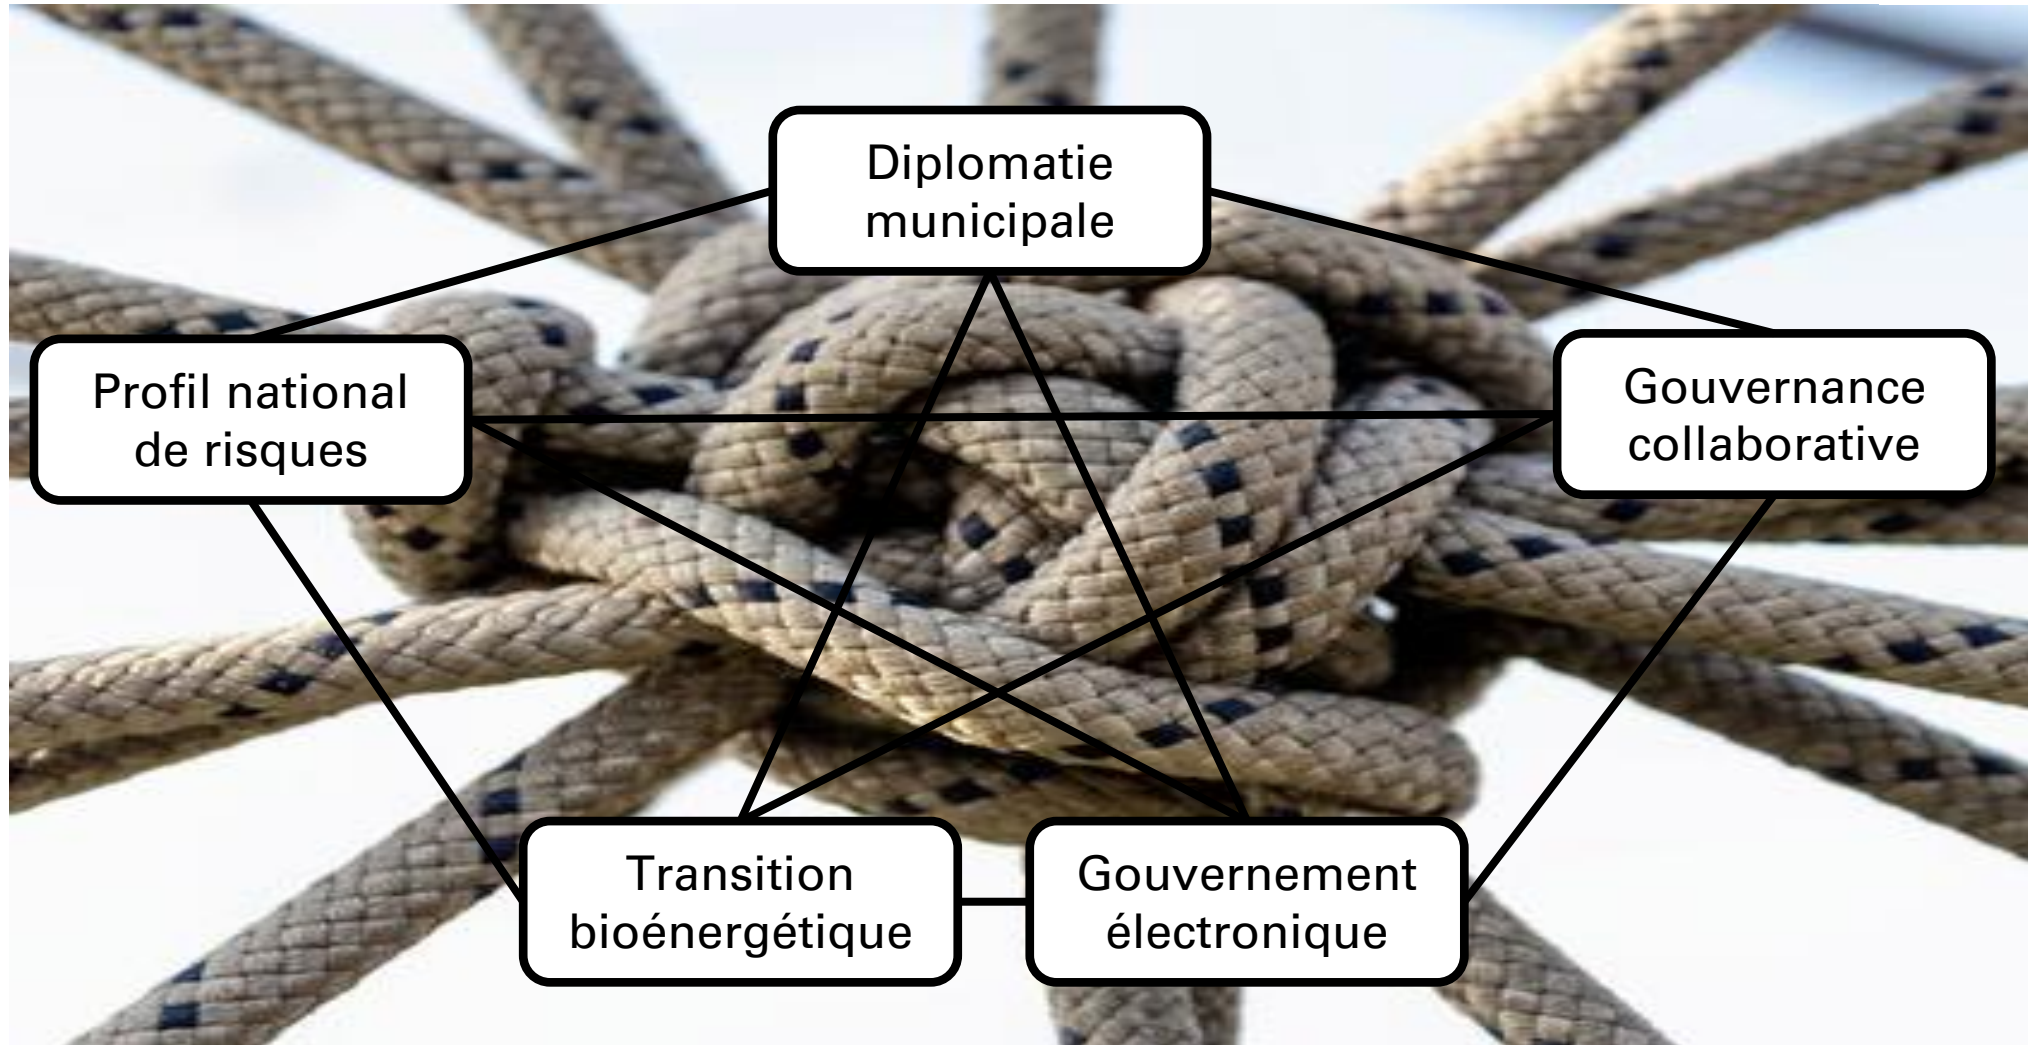 Diplomatie
municipale
Profil national
de risques
Gouvernance
collaborative
Transition
bioénergétique
Gouvernement
électronique